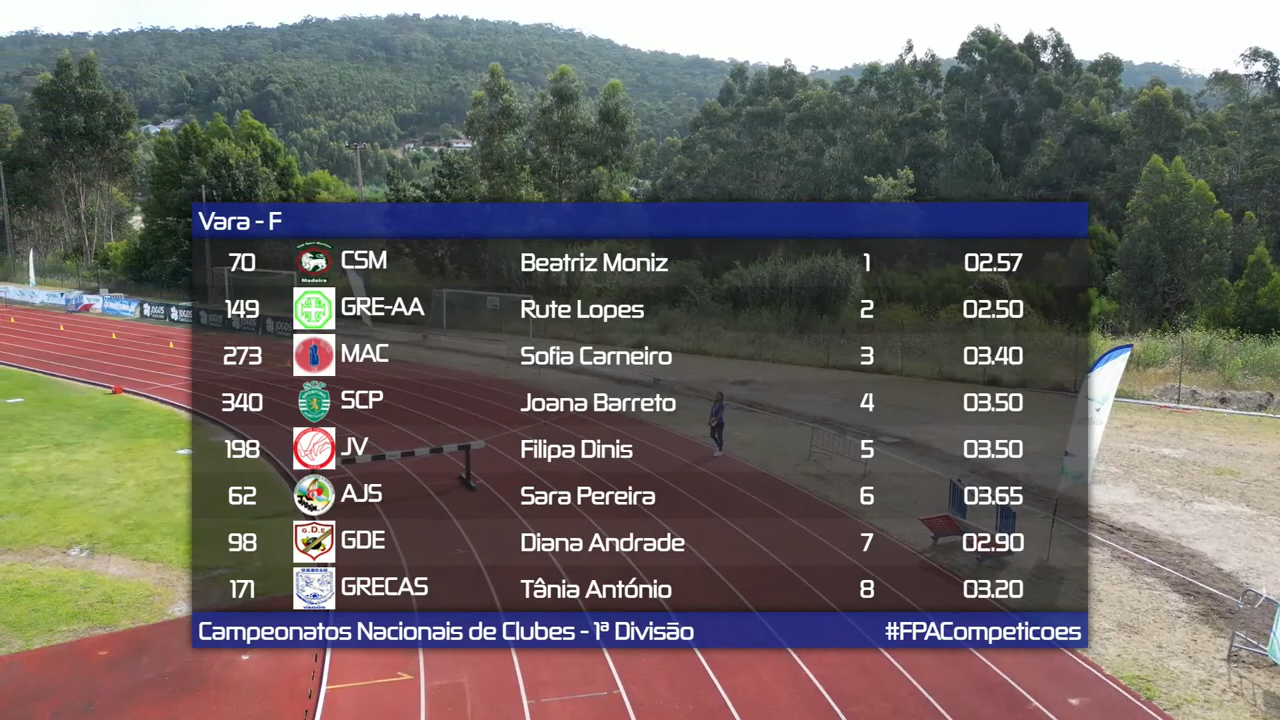 Vara - F
70 CSM Beatriz Moniz 1 02.57
149 GRE-AA Rute Lopes 2 02.50
273 MAC Sofia Carneiro 3 03.40
340 SCP Joana Barreto 4 03.50
198 JV Filipa Dinis 5 03.50
62 AJS Sara Pereira 6 03.65
98 GDE Diana Andrade 7 02.90
171 GRECAS Tânia António 8 03.20
Campeonatos Nacionais de Clubes - 1ª Divisão #FPACompeticoes